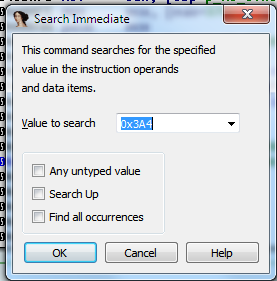 Search Immediate
This command searches for the specified
value in the instruction operands
and data items.
Value to search 0x3A4
Any untyped value
Search Up
Find all occurrences
OK Cancel Help